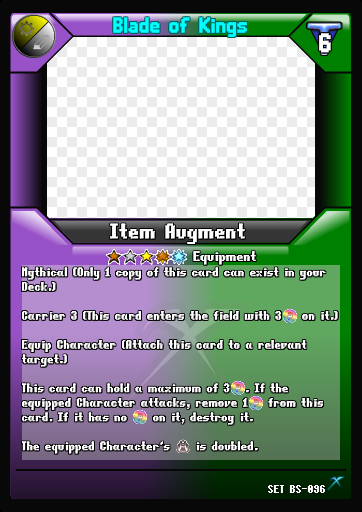 Blade of Kings
6
Item Augment
Equipment
Mythical (Only 1 copy of this card can exist in your
Deck.)
Carrier 3 (This card enters the field with 3 on it.)
Equip Character (Attach this card to a relevant
target.)
This card can hold a maximum of 3. If the
equipped Character attacks, remove 1 from this
card. If it has no on it, destroy it.
The equipped Character's is doubled.
SET BS-096